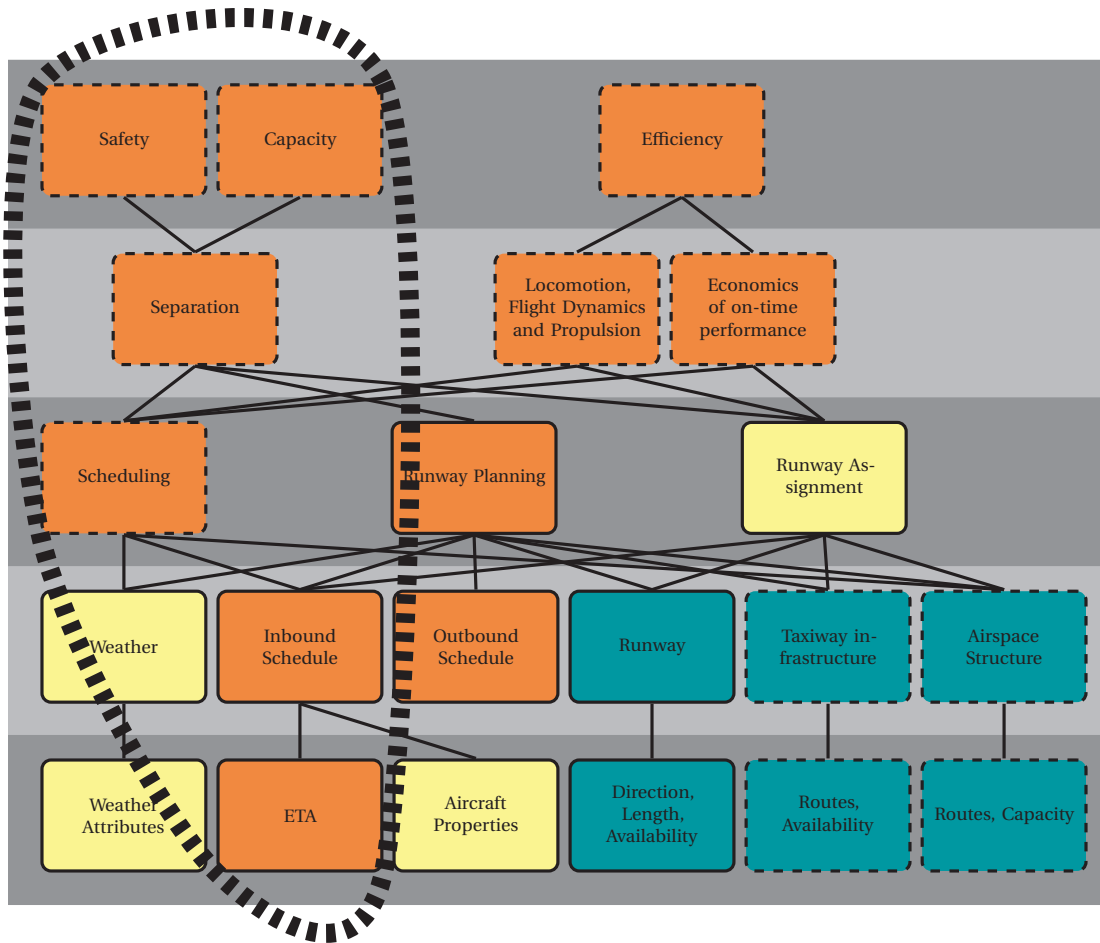 Safety
Capacity
Efficiency
Separation
Locomotion,
Flight Dynamics
and Propulsion
Economics
of on-time
performance
Scheduling
Runway Planning
Runway As-
signment
Weather
Inbound
Schedule
Outbound
Schedule
Runway
Taxiway in-
frastructure
Airspace
Structure
Weather
Attributes
ETA
Aircraft
Properties
Direction,
Length,
Availability
Routes,
Availability
Routes, Capacity